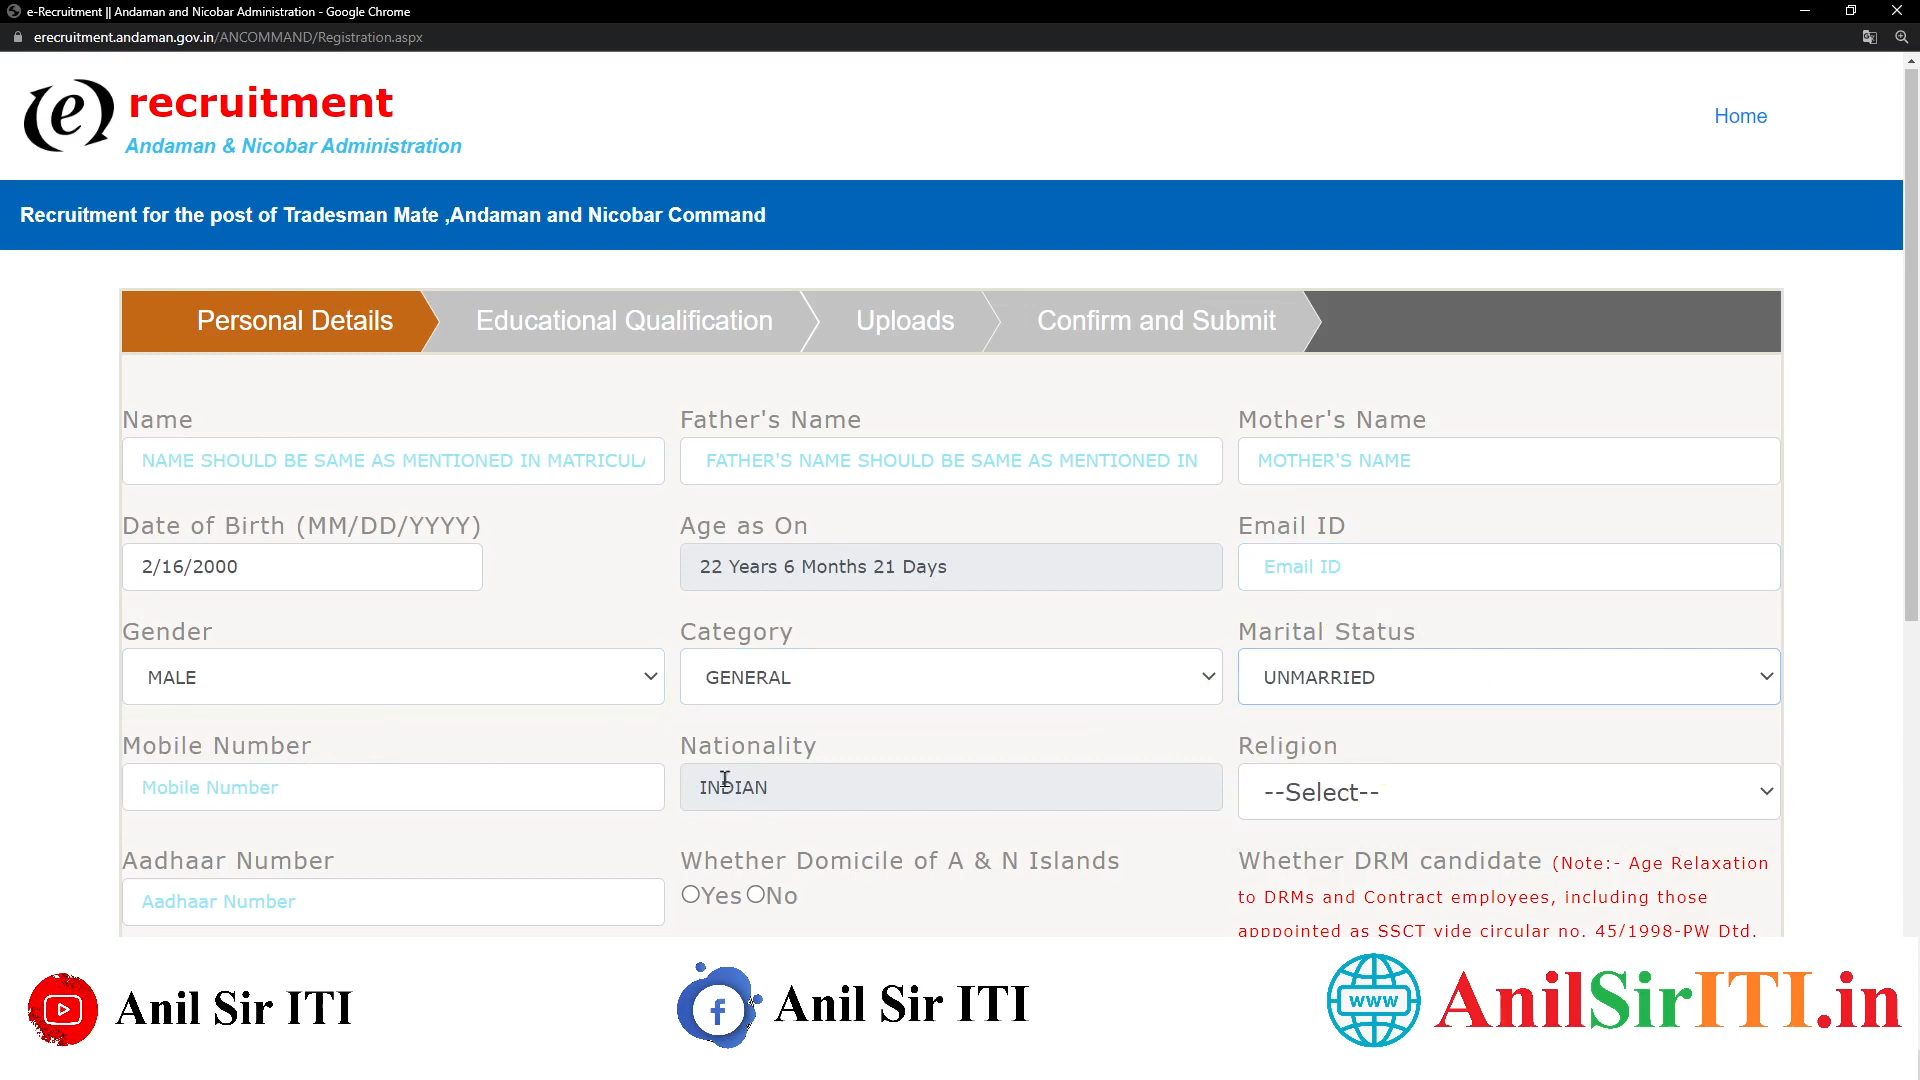 e-Recruitment || Andaman and Nicobar Administration - Google Chrome
erecruitment.andaman.gov.in/ANCOMMAND/Registration.aspx
e recruitment
Andaman & Nicobar Administration
Home
Recruitment for the post of Tradesman Mate ,Andaman and Nicobar Command
Personal Details Educational Qualification Uploads Confirm and Submit
Name Father's Name Mother's Name
NAME SHOULD BE SAME AS MENTIONED IN MATRICULA FATHER'S NAME SHOULD BE SAME AS MENTIONED IN MOTHER'S NAME
Date of Birth (MM/DD/YYYY) Age as On Email ID
2/16/2000 22 Years 6 Months 21 Days Email ID
Gender Category Marital Status
MALE GENERAL UNMARRIED
Mobile Number Nationality Religion
Mobile Number INDIAN --Select--
Aadhaar Number Whether Domicile of A & N Islands Whether DRM candidate (Note:- Age Relaxation
Aadhaar Number Yes No to DRMs and Contract employees, including those
apppointed as SSCT vide circular no. 45/1998-PW Dtd.
Anil Sir ITI f Anil Sir ITI www AnilSirITI.in